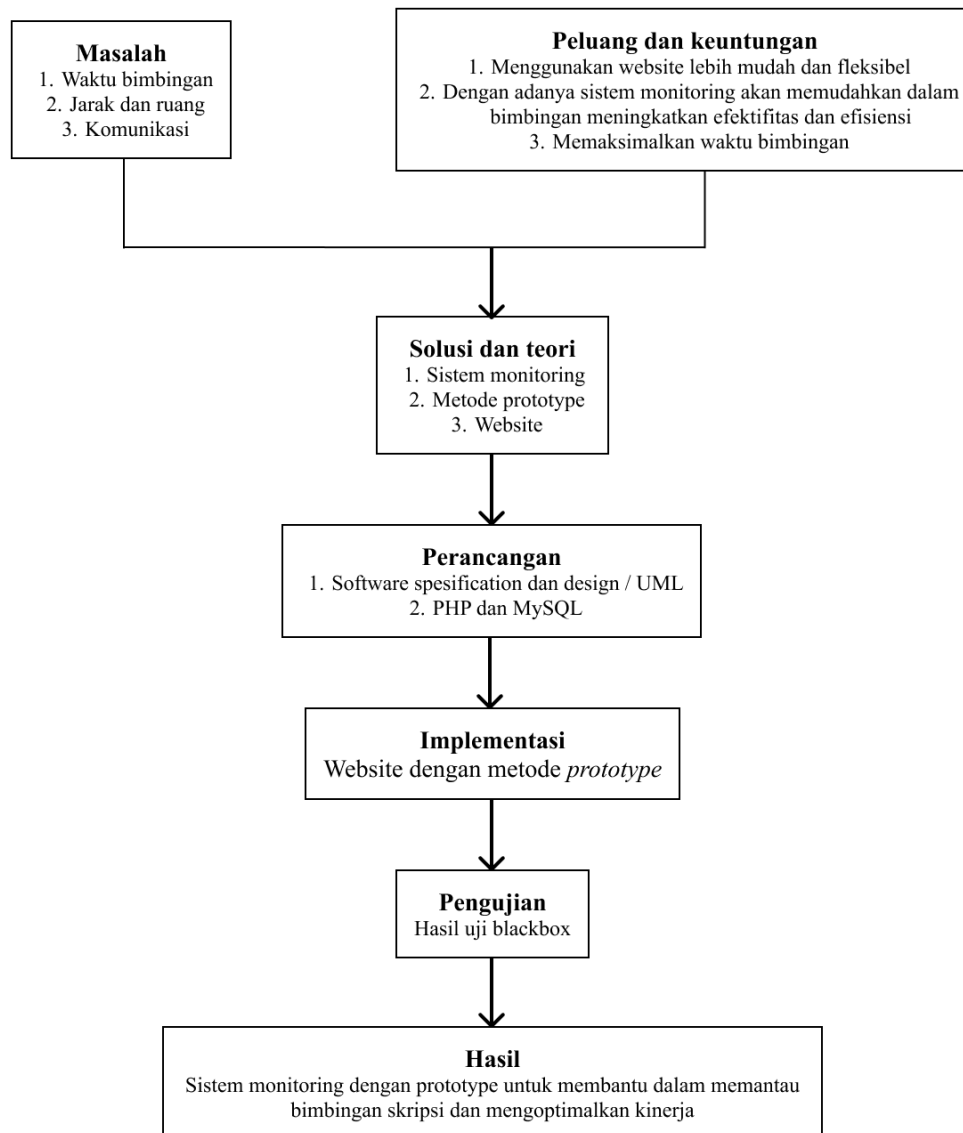 Masalah
1. Waktu bimbingan
2. Jarak dan ruang
3. Komunikasi
Peluang dan keuntungan
1. Menggunakan website lebih mudah dan fleksibel
2. Dengan adanya sistem monitoring akan memudahkan dalam
bimbingan meningkatkan efektifitas dan efisiensi
3. Memaksimalkan waktu bimbingan
Solusi dan teori
1. Sistem monitoring
2. Metode prototype
3. Website
Perancangan
1. Software spesification dan design / UML
2. PHP dan MySQL
Implementasi
Website dengan metode prototype
Pengujian
Hasil uji blackbox
Hasil
Sistem monitoring dengan prototype untuk membantu dalam memantau
bimbingan skripsi dan mengoptimalkan kinerja